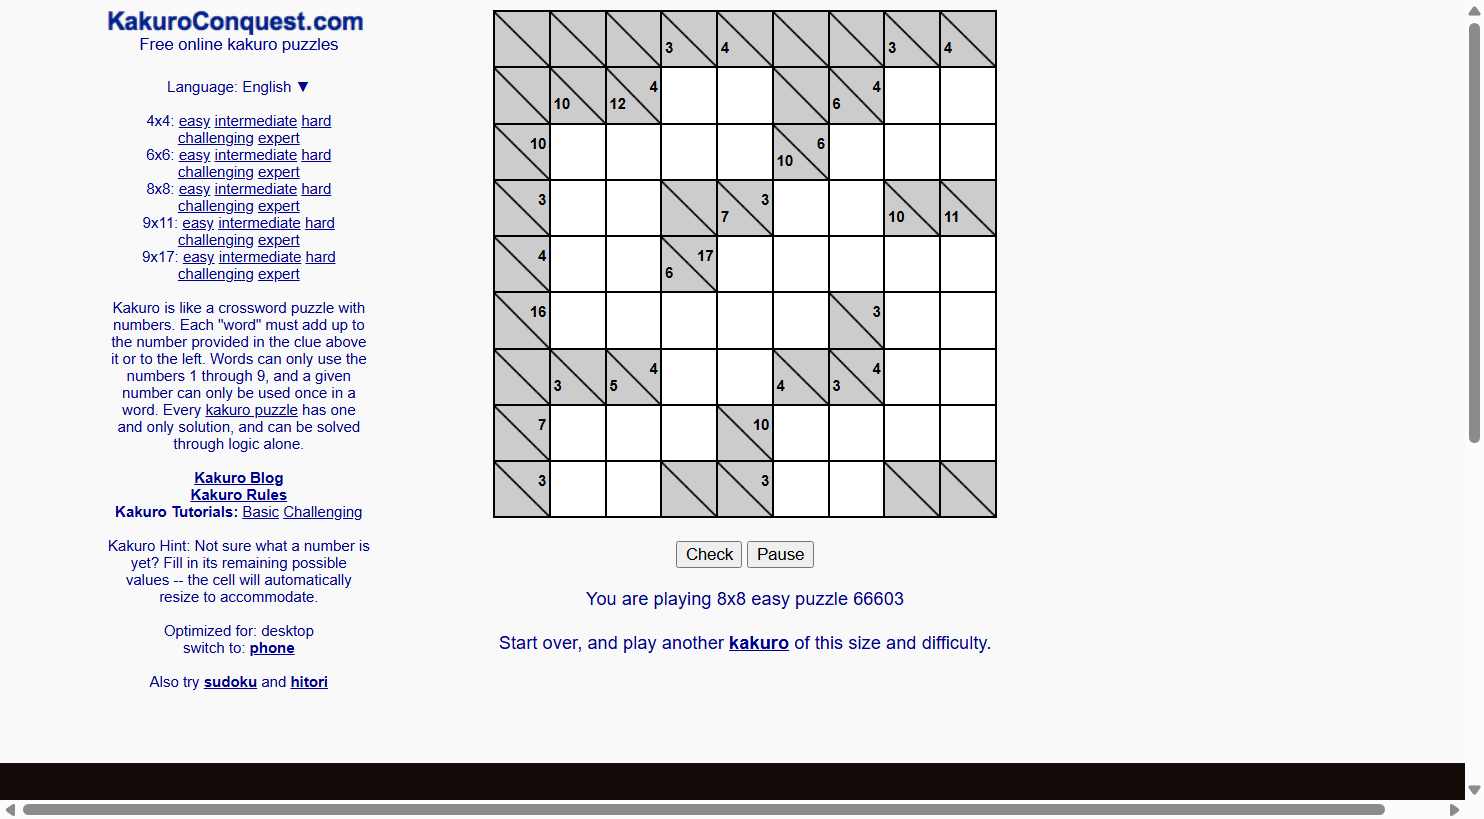 KakuroConquest.com
Free online kakuro puzzles
Language: English ▼
4x4: easy intermediate hard
challenging expert
6x6: easy intermediate hard
challenging expert
8x8: easy intermediate hard
challenging expert
9x11: easy intermediate hard
challenging expert
9x17: easy intermediate hard
challenging expert
Kakuro is like a crossword puzzle with
numbers. Each "word" must add up to
the number provided in the clue above
it or to the left. Words can only use the
numbers 1 through 9, and a given
number can only be used once in a
word. Every kakuro puzzle has one
and only solution, and can be solved
through logic alone.
Kakuro Blog
Kakuro Rules
Kakuro Tutorials: Basic Challenging
Kakuro Hint: Not sure what a number is
yet? Fill in its remaining possible
values -- the cell will automatically
resize to accommodate.
Optimized for: desktop
switch to: phone
Also try sudoku and hitori
3 4 3 4
10 12 4 6 4
10 10 6
3 7 3 10 11
4 6 17
16 3
3 5 4 4 3 4
7 10
3 3
Check Pause
You are playing 8x8 easy puzzle 66603
Start over, and play another kakuro of this size and difficulty.